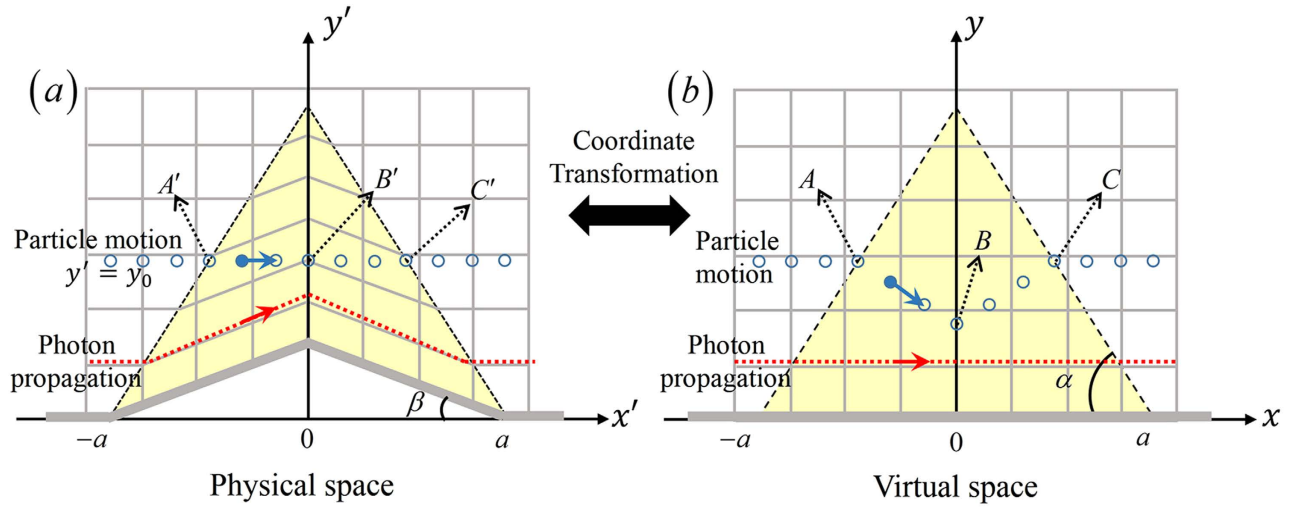 (a)
y′
A′
B′
C′
Particle motion
y′ = y₀
Photon
propagation
β
x′
−a
0
a
Physical space
Coordinate
Transformation
(b)
y
A
B
C
Particle
motion
Photon
propagation
α
x
−a
0
a
Virtual space